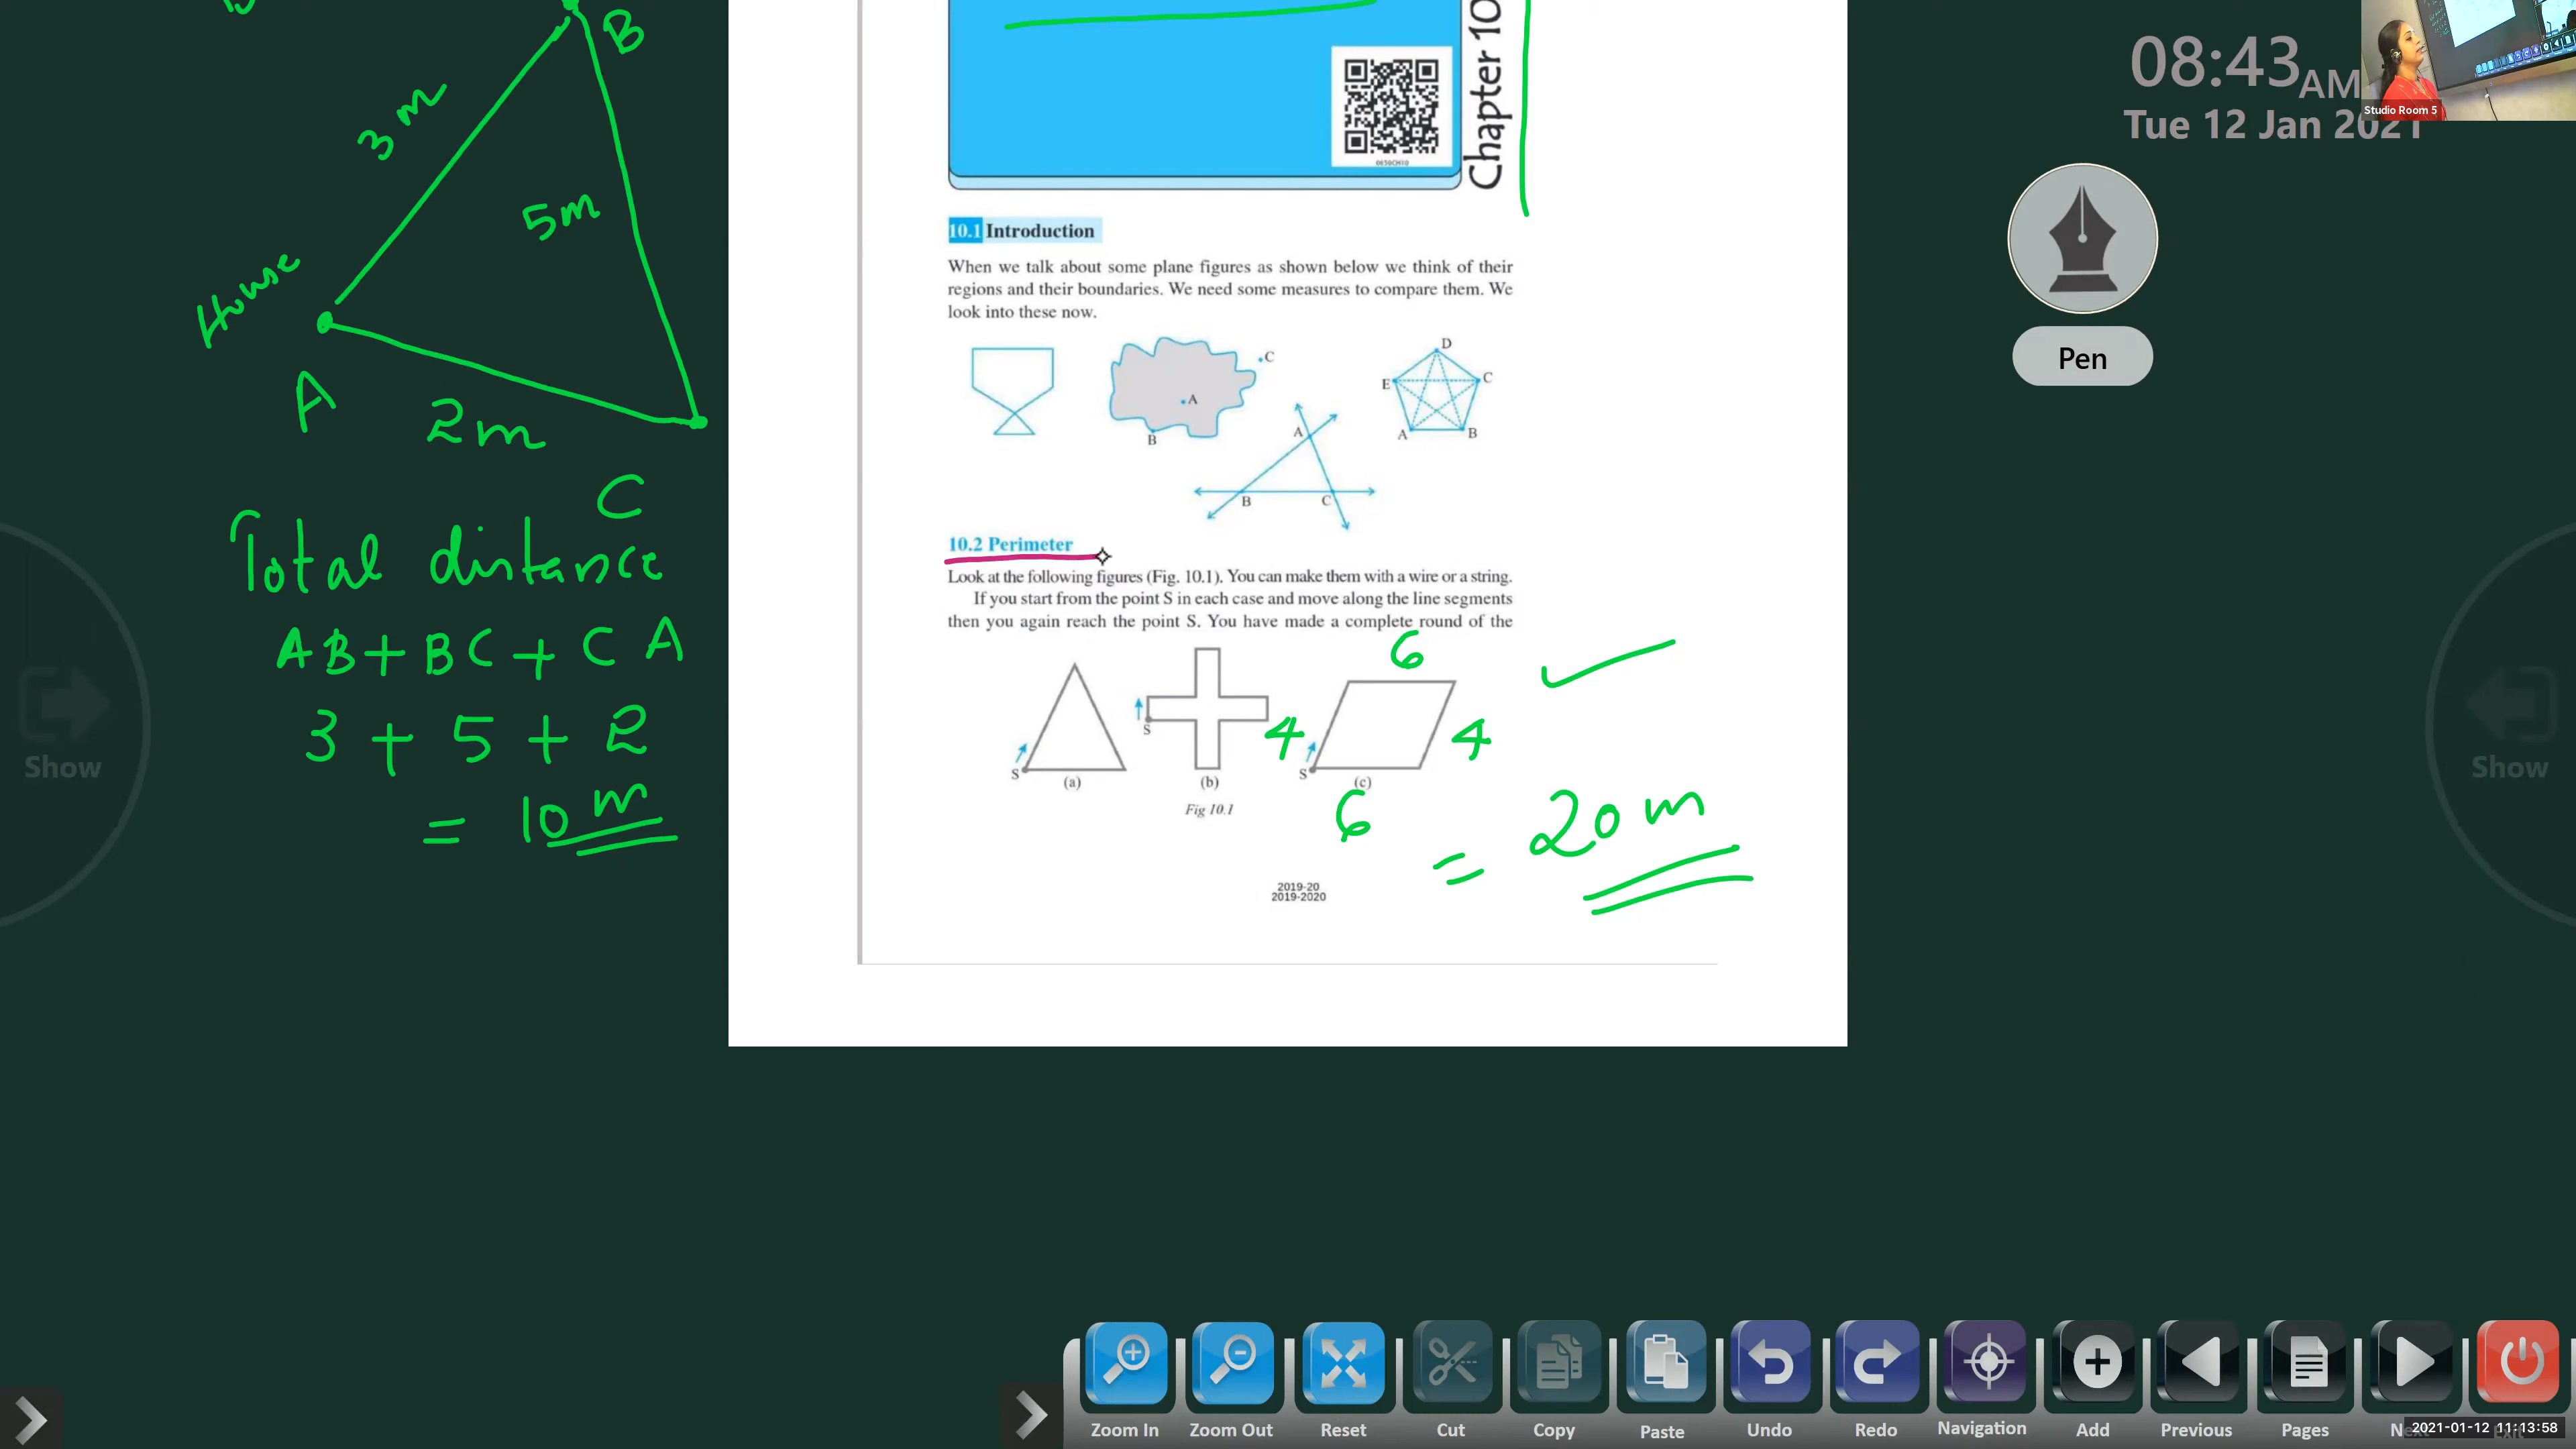 B
3 m
5m
House
A
2m
C
Total distance
AB + BC + CA
3 + 5 + 2
= 10 m
Chapter 10
0650CH10
10.1 Introduction
When we talk about some plane figures as shown below we think of their
regions and their boundaries. We need some measures to compare them. We
look into these now.
A
B
C
A
B
C
D
E
C
A
B
10.2 Perimeter
Look at the following figures (Fig. 10.1). You can make them with a wire or a string.
If you start from the point S in each case and move along the line segments
then you again reach the point S. You have made a complete round of the
6
4
4
6
S
S
S
(a)
(b)
(c)
Fig 10.1
= 20 m
2019-20
2019-2020
08:43 AM
Tue 12 Jan 2021
Studio Room 5
Pen
Show
Show
Zoom In
Zoom Out
Reset
Cut
Copy
Paste
Undo
Redo
Navigation
Add
Previous
Pages
2021-01-12 11:13:58